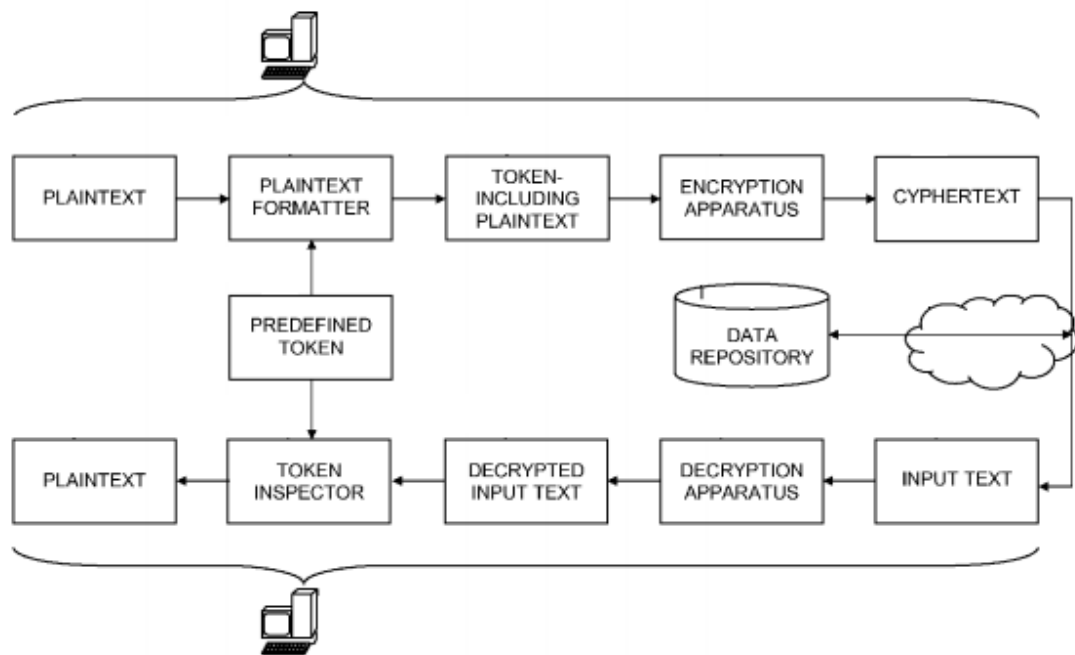 PLAINTEXT
PLAINTEXT
FORMATTER
TOKEN-
INCLUDING
PLAINTEXT
ENCRYPTION
APPARATUS
CYPHERTEXT
PREDEFINED
TOKEN
DATA
REPOSITORY
PLAINTEXT
TOKEN
INSPECTOR
DECRYPTED
INPUT TEXT
DECRYPTION
APPARATUS
INPUT TEXT